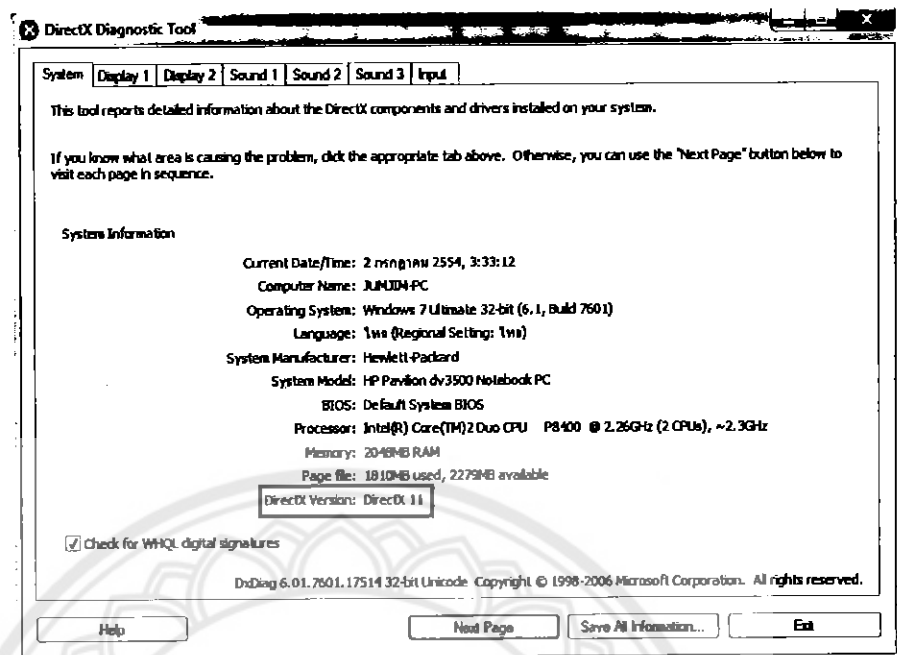 DirectX Diagnostic Tool
System Display 1 Display 2 Sound 1 Sound 2 Sound 3 Input
This tool reports detailed information about the DirectX components and drivers installed on your system.
If you know what area is causing the problem, click the appropriate tab above. Otherwise, you can use the "Next Page" button below to
visit each page in sequence.
System Information
Current Date/Time: 2 กรกฎาคม 2554, 3:33:12
Computer Name: JUMJIM-PC
Operating System: Windows 7 Ultimate 32-bit (6.1, Build 7601)
Language: ไทย (Regional Setting: ไทย)
System Manufacturer: Hewlett-Packard
System Model: HP Pavilion dv3500 Notebook PC
BIOS: Default System BIOS
Processor: Intel(R) Core(TM)2 Duo CPU P8400 @ 2.26GHz (2 CPUs), ~2.3GHz
Memory: 2048MB RAM
Page file: 1810MB used, 2279MB available
DirectX Version: DirectX 11
Check for WHQL digital signatures
DxDiag 6.01.7601.17514 32-bit Unicode Copyright © 1998-2006 Microsoft Corporation. All rights reserved.
Help Next Page Save All Information... Exit